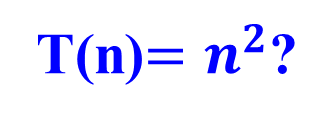 T(n)= n²?